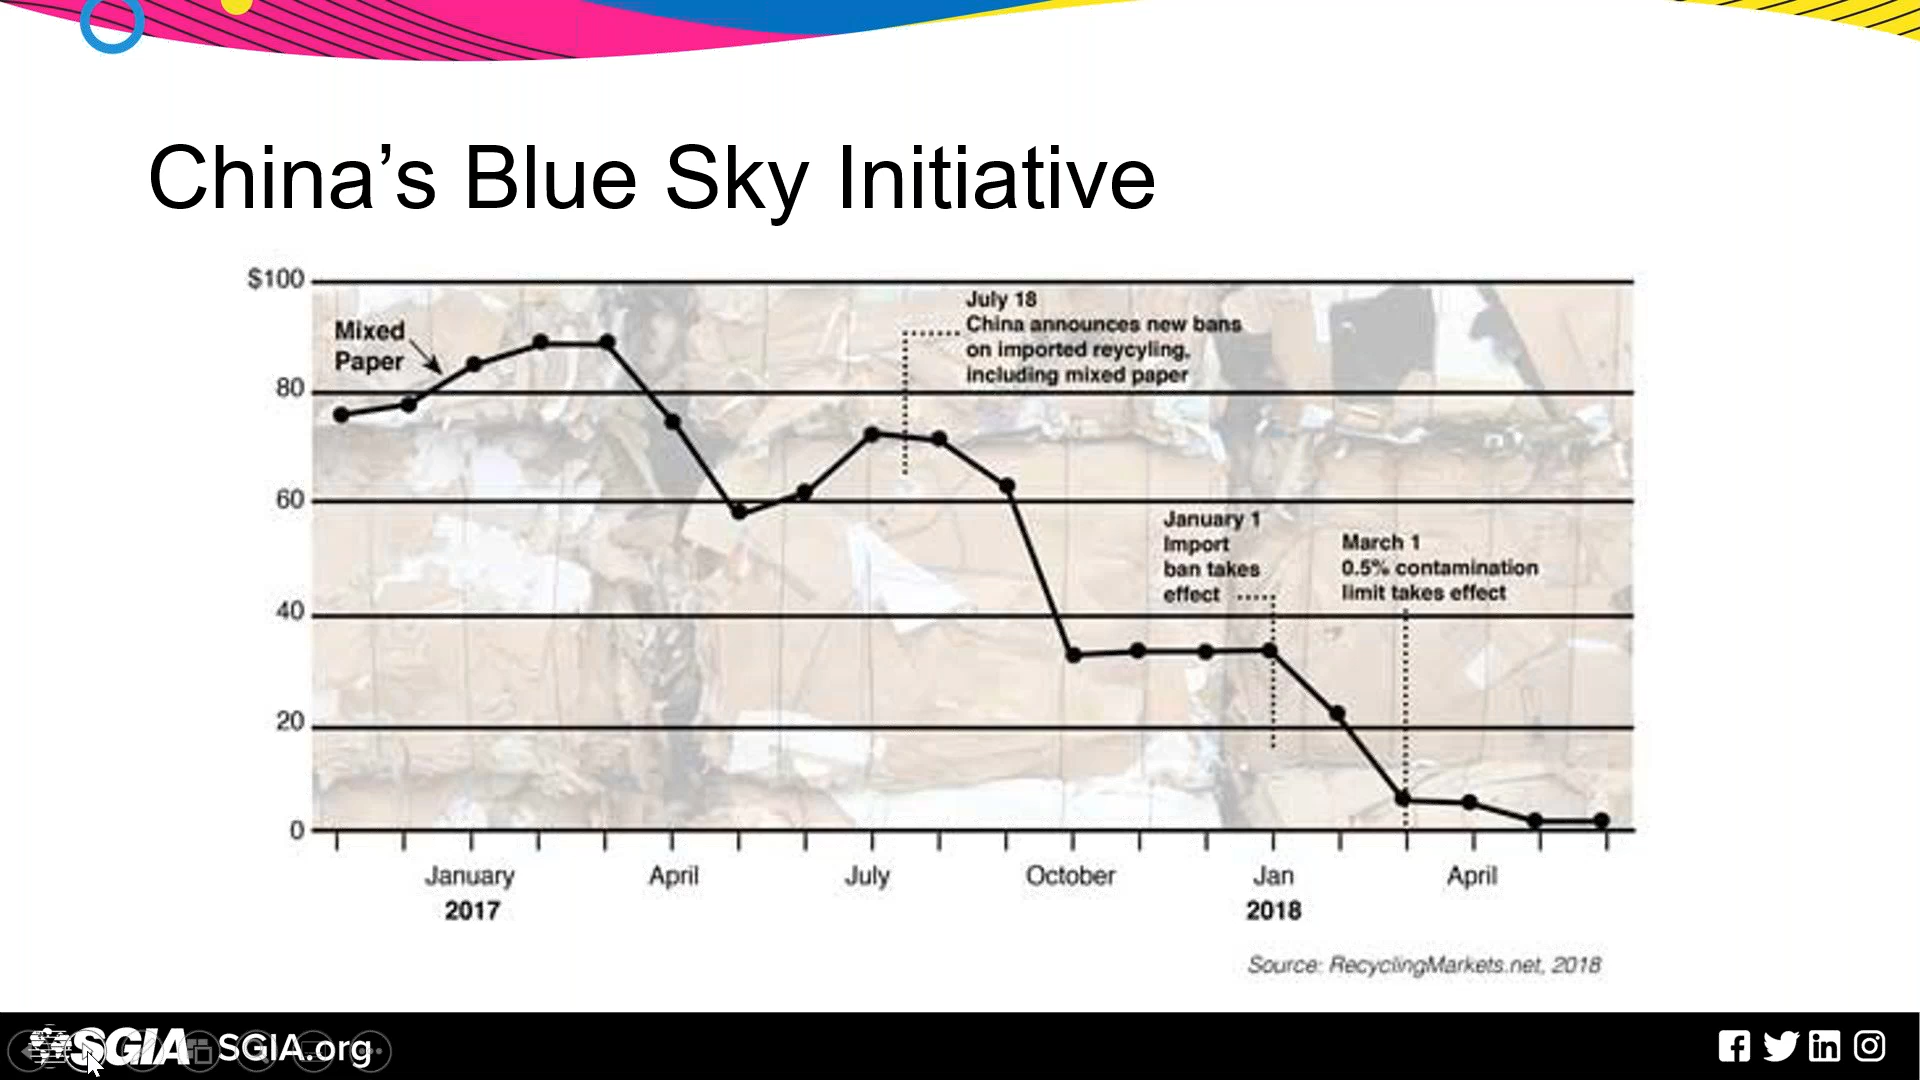 China's Blue Sky Initiative
$100
80
60
40
20
0
Mixed
Paper
July 18
China announces new bans
on imported reycyling,
including mixed paper
January 1
Import
ban takes
effect
March 1
0.5% contamination
limit takes effect
January
April
July
October
Jan
April
2017
2018
Source: RecyclingMarkets.net, 2018
SGIA
SGIA.org